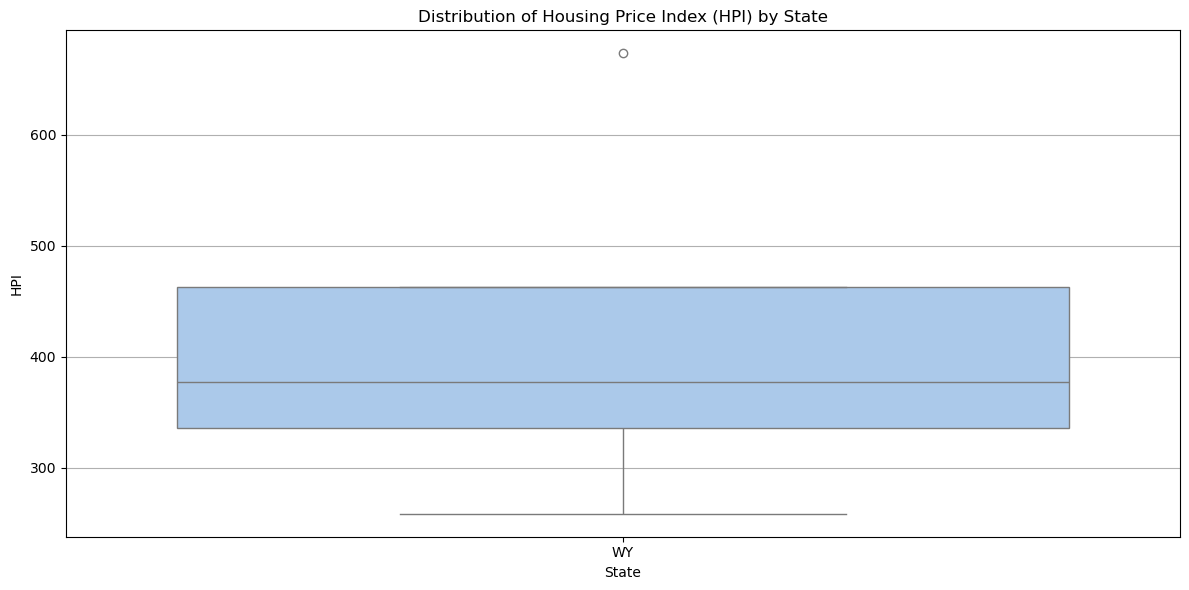 Distribution of Housing Price Index (HPI) by State
HPI
600
500
400
300
WY
State